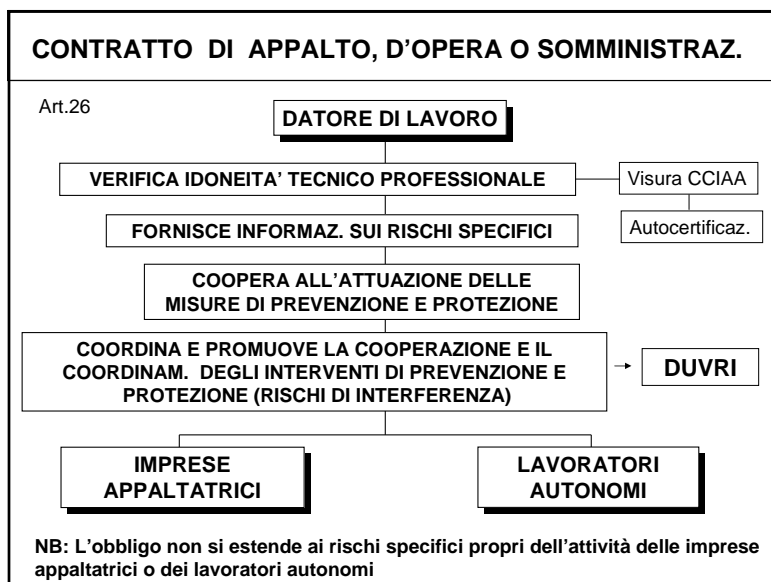 CONTRATTO DI APPALTO, D'OPERA O SOMMINISTRAZ.
Art.26
DATORE DI LAVORO
VERIFICA IDONEITA' TECNICO PROFESSIONALE
Visura CCIAA
Autocertificaz.
FORNISCE INFORMAZ. SUI RISCHI SPECIFICI
COOPERA ALL'ATTUAZIONE DELLE
MISURE DI PREVENZIONE E PROTEZIONE
COORDINA E PROMUOVE LA COOPERAZIONE E IL
COORDINAM. DEGLI INTERVENTI DI PREVENZIONE E
PROTEZIONE (RISCHI DI INTERFERENZA)
DUVRI
IMPRESE
APPALTATRICI
LAVORATORI
AUTONOMI
NB: L'obbligo non si estende ai rischi specifici propri dell'attività delle imprese
appaltatrici o dei lavoratori autonomi